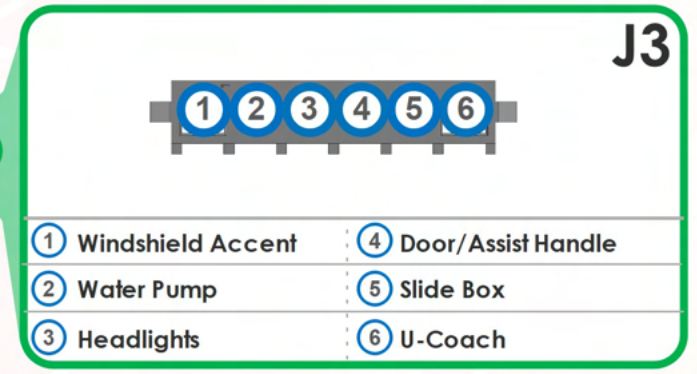 J3
1 2 3 4 5 6
1 Windshield Accent
4 Door/Assist Handle
2 Water Pump
5 Slide Box
3 Headlights
6 U-Coach